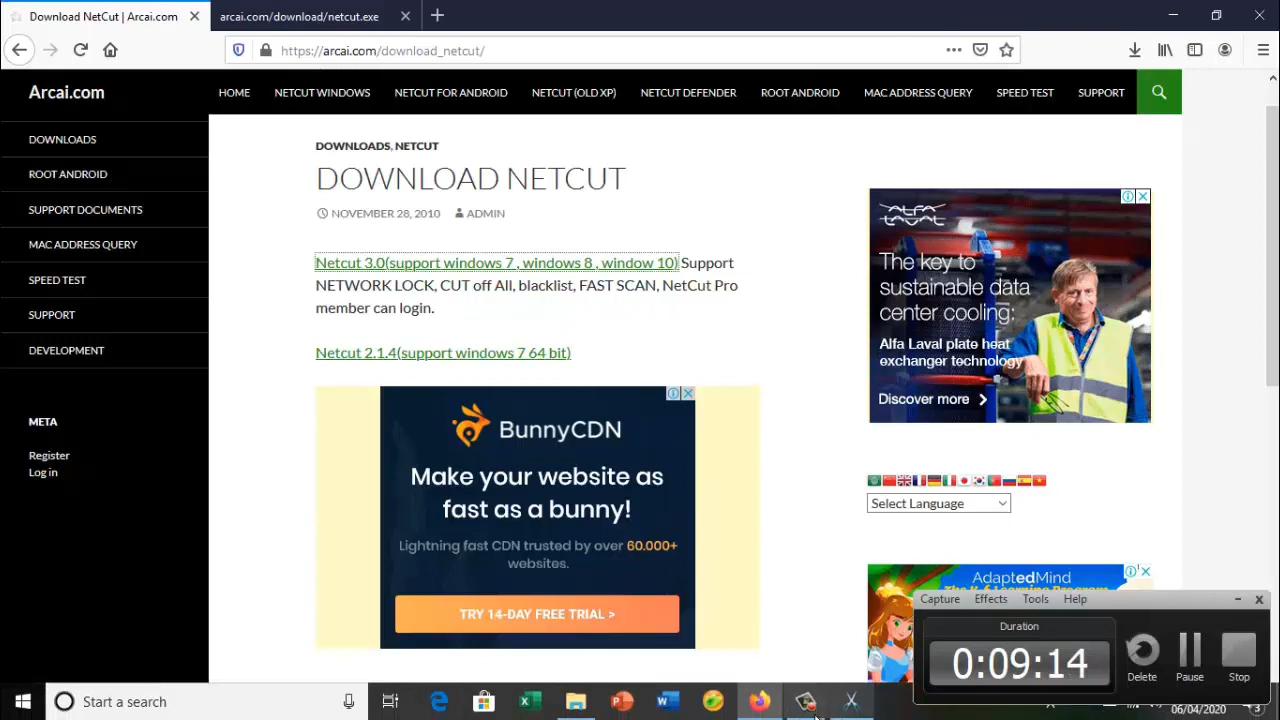 Download NetCut | Arcai.com
arcai.com/download/netcut.exe
https://arcai.com/download_netcut/
Arcai.com
HOME
NETCUT WINDOWS
NETCUT FOR ANDROID
NETCUT (OLD XP)
NETCUT DEFENDER
ROOT ANDROID
MAC ADDRESS QUERY
SPEED TEST
SUPPORT
DOWNLOADS
ROOT ANDROID
SUPPORT DOCUMENTS
MAC ADDRESS QUERY
SPEED TEST
SUPPORT
DEVELOPMENT
META
Register
Log in
DOWNLOADS, NETCUT
DOWNLOAD NETCUT
NOVEMBER 28, 2010 ADMIN
Netcut 3.0(support windows 7 , windows 8 , window 10) Support
NETWORK LOCK, CUT off All, blacklist, FAST SCAN, NetCut Pro
member can login.
Netcut 2.1.4(support windows 7 64 bit)
BunnyCDN
Make your website as
fast as a bunny!
Lightning fast CDN trusted by over 60.000+
websites.
TRY 14-DAY FREE TRIAL >
ALFA
LAVAL
The key to
sustainable data
center cooling:
Alfa Laval plate heat
exchanger technology
Discover more
Select Language
AdaptedMind
Capture Effects Tools Help
Duration
0:09:14
Delete
Pause
Stop
Start a search
06/04/2020
3